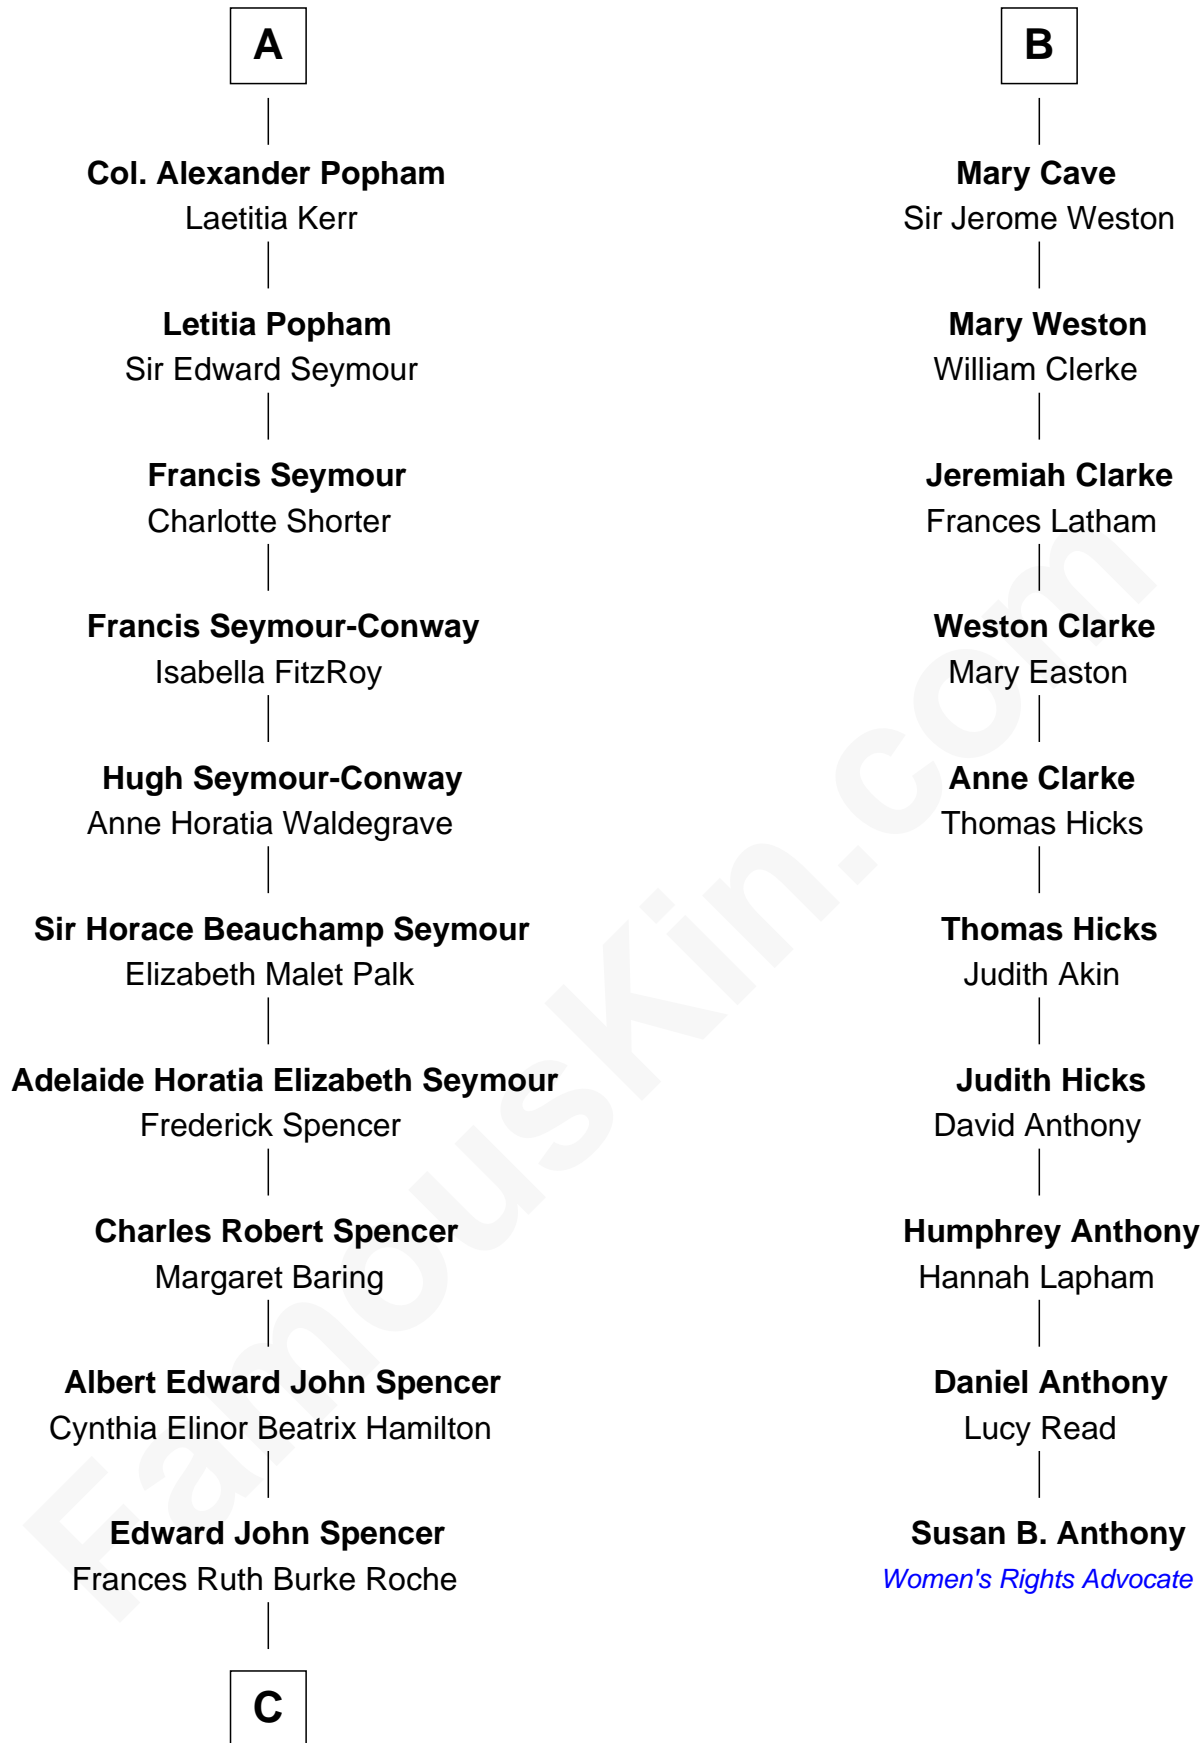 A
Col. Alexander Popham
Laetitia Kerr
Letitia Popham
Sir Edward Seymour
Francis Seymour
Charlotte Shorter
Francis Seymour-Conway
Isabella FitzRoy
Hugh Seymour-Conway
Anne Horatia Waldegrave
Sir Horace Beauchamp Seymour
Elizabeth Malet Palk
Adelaide Horatia Elizabeth Seymour
Frederick Spencer
Charles Robert Spencer
Margaret Baring
Albert Edward John Spencer
Cynthia Elinor Beatrix Hamilton
Edward John Spencer
Frances Ruth Burke Roche
C
B
Mary Cave
Sir Jerome Weston
Mary Weston
William Clerke
Jeremiah Clarke
Frances Latham
Weston Clarke
Mary Easton
Anne Clarke
Thomas Hicks
Thomas Hicks
Judith Akin
Judith Hicks
David Anthony
Humphrey Anthony
Hannah Lapham
Daniel Anthony
Lucy Read
Susan B. Anthony
Women's Rights Advocate
FamousKin.com